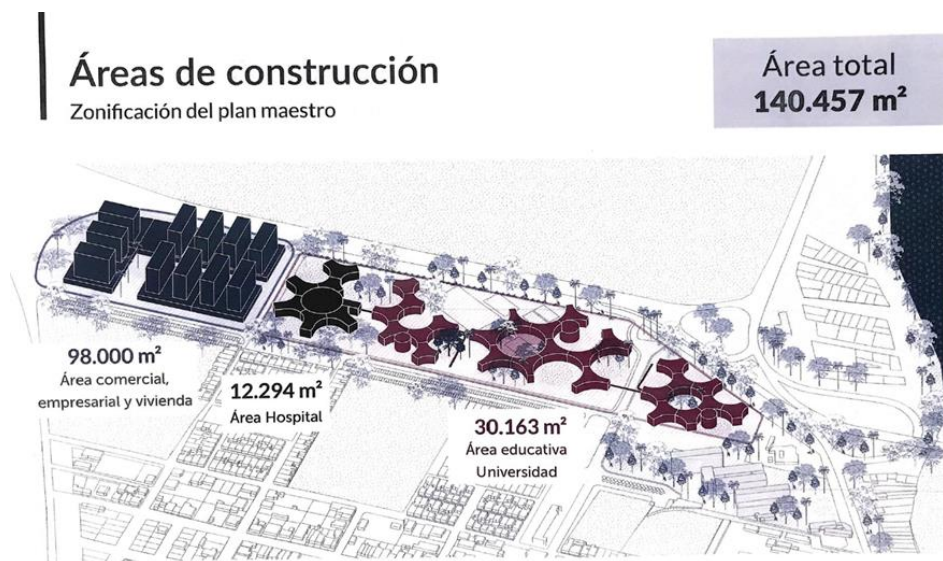 Áreas de construcción
Zonificación del plan maestro
Área total
140.457 m²
98.000 m²
Área comercial,
empresarial y vivienda
12.294 m²
Área Hospital
30.163 m²
Área educativa
Universidad